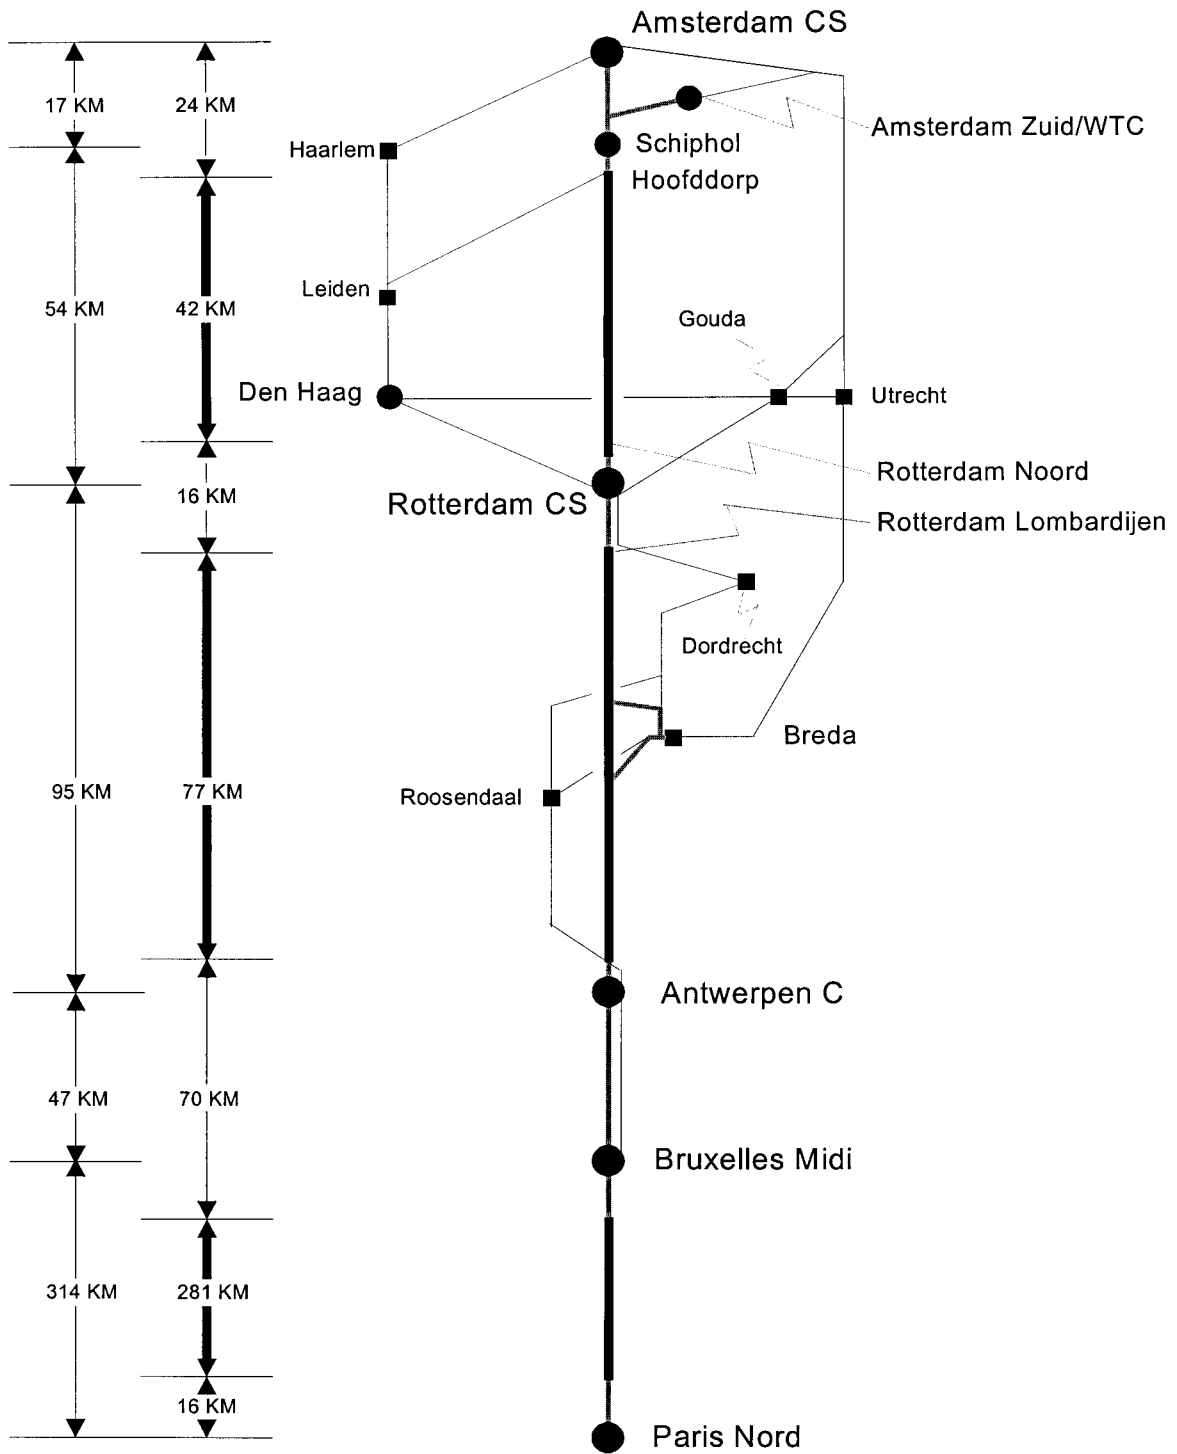 Amsterdam CS
17 KM
24 KM
Amsterdam Zuid/WTC
Haarlem
Schiphol
Hoofddorp
Leiden
54 KM
42 KM
Gouda
Den Haag
Utrecht
Rotterdam Noord
16 KM
Rotterdam CS
Rotterdam Lombardijen
Dordrecht
Breda
95 KM
77 KM
Roosendaal
Antwerpen C
47 KM
70 KM
Bruxelles Midi
314 KM
281 KM
16 KM
Paris Nord